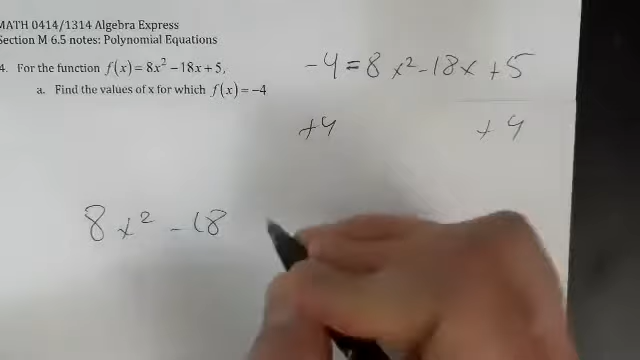 MATH 0414/1314 Algebra Express
Section M 6.5 notes: Polynomial Equations
4. For the function f(x) = 8x² − 18x + 5,
a. Find the values of x for which f(x) = −4
-4 = 8x² - 18x + 5
+4 +4
8x² - 18